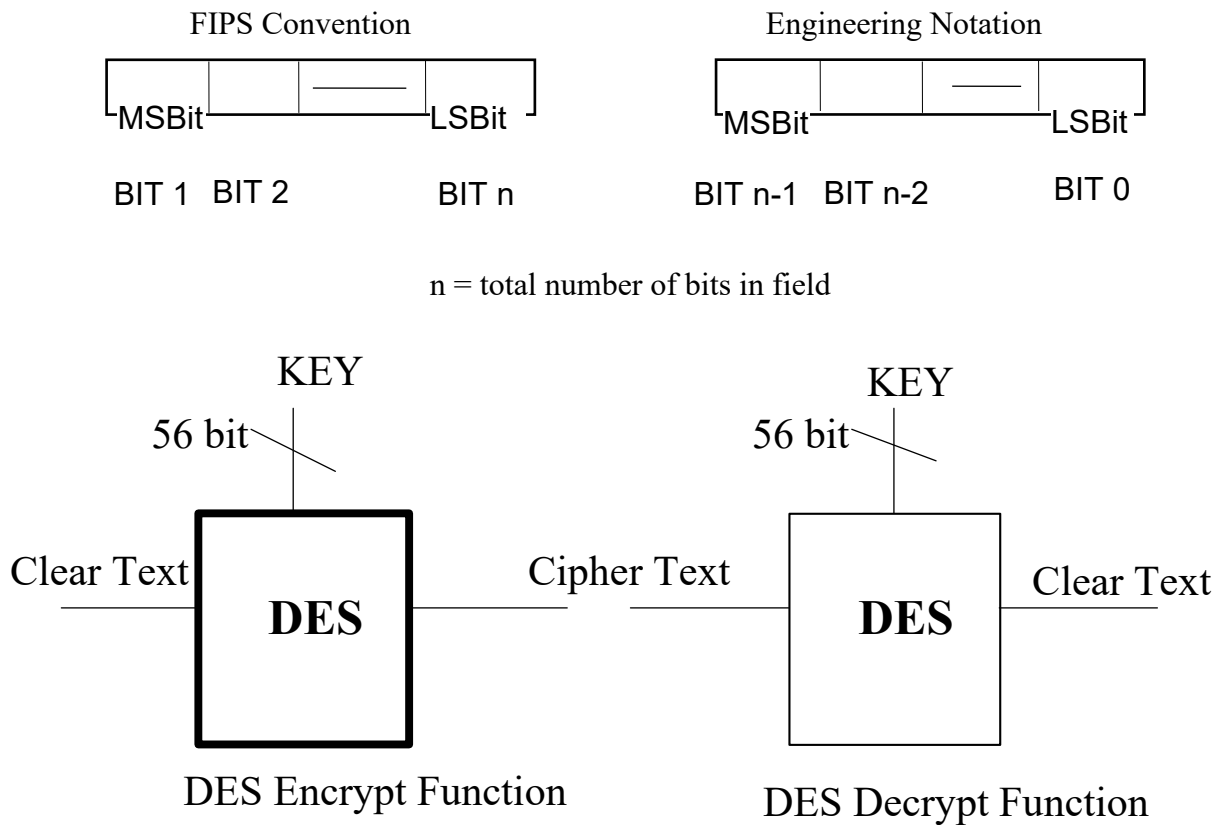 FIPS Convention
Engineering Notation
MSBit
LSBit
MSBit
LSBit
BIT 1 BIT 2 BIT n
BIT n-1 BIT n-2 BIT 0
n = total number of bits in field
KEY
56 bit
Clear Text
DES
Cipher Text
DES Encrypt Function
KEY
56 bit
DES
Clear Text
DES Decrypt Function